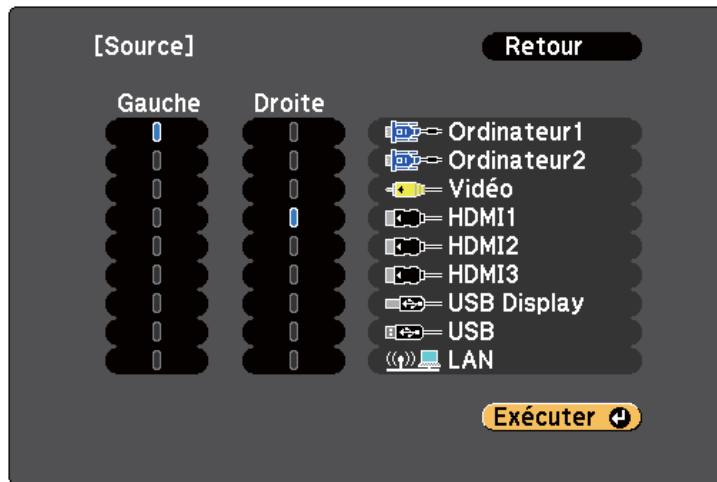 [Source] Retour
Gauche Droite
Ordinateur1
Ordinateur2
Vidéo
HDMI1
HDMI2
HDMI3
USB Display
USB
LAN
Exécuter